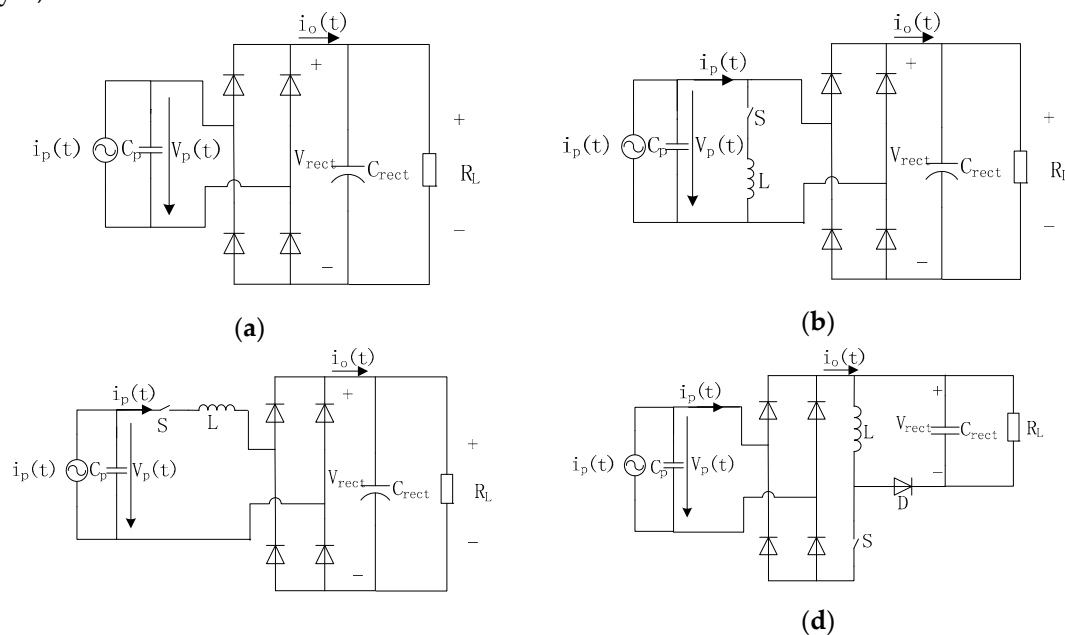 i_o(t)
+
i_p(t) C_p V_p(t) V_rect C_rect R_L
+
−
−
(a)
i_o(t)
i_p(t)
+
S
i_p(t) C_p V_p(t) L V_rect C_rect
+
−
−
(b)
i_o(t)
i_p(t)
S L
+
i_p(t) C_p V_p(t) V_rect C_rect R_L
+
−
−
i_o(t)
i_p(t)
+
L V_rect C_rect R_L
i_p(t) C_p V_p(t)
−
D
S
(d)